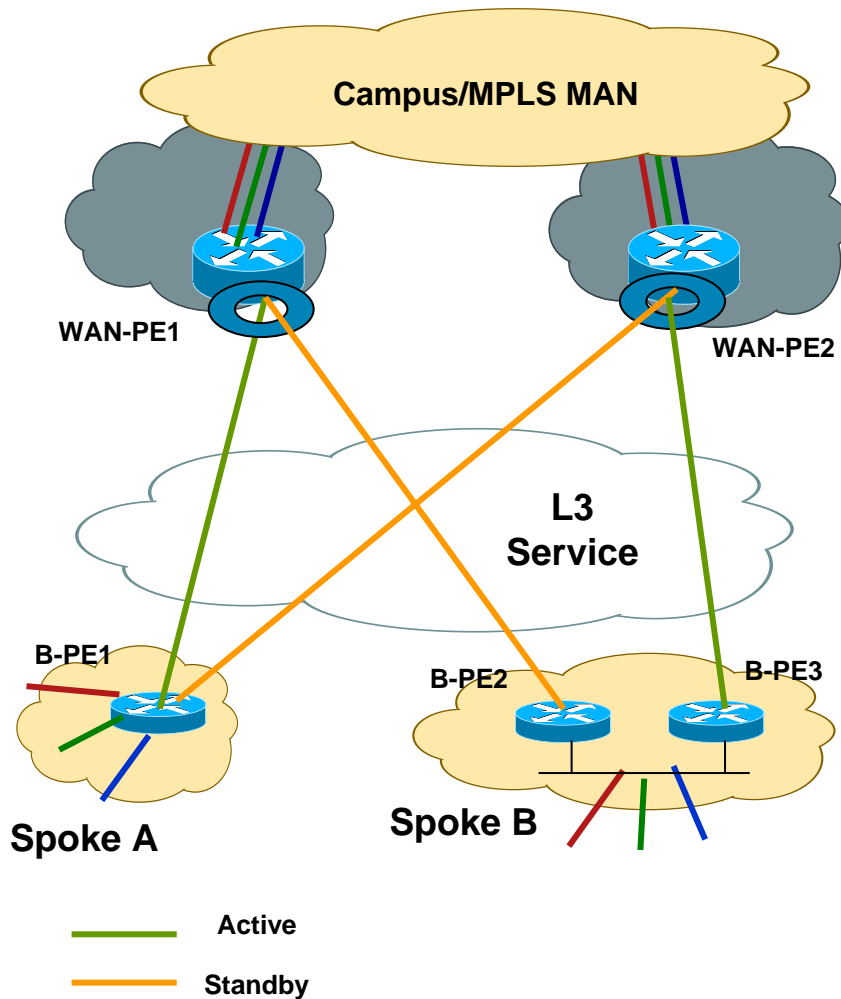 Campus/MPLS MAN
WAN-PE1
WAN-PE2
L3
Service
B-PE1
B-PE2
B-PE3
Spoke A
Spoke B
Active
Standby